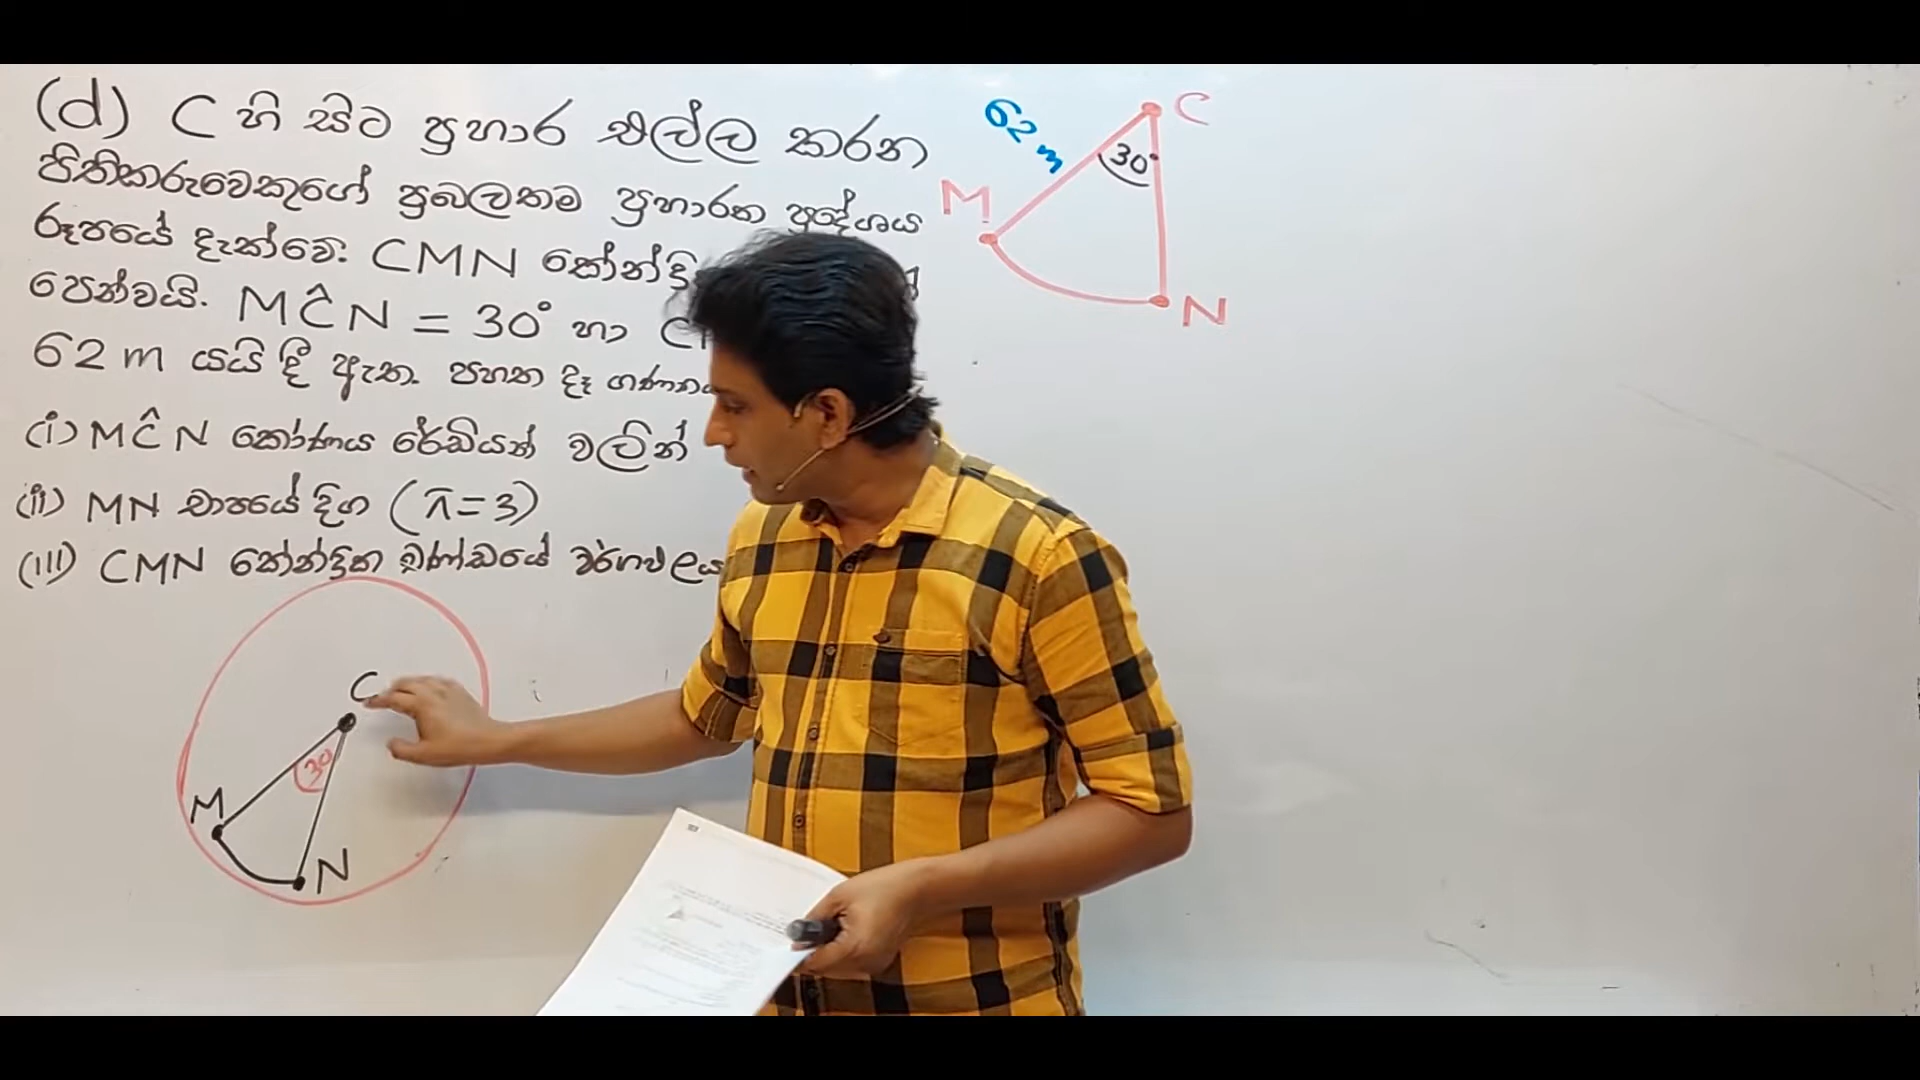 (d) C හි සිට ප්‍රහාර එල්ල කරන
පිතිකරුවෙකුගේ ප්‍රබලතම ප්‍රහාරක ප්‍රදේශය
රූපයේ දැක්වේ. CMN කේන්ද්‍රි
පෙන්වයි. MĈN = 30° හා
62 m යයි දී ඇත. පහත දෑ
(i) MĈN කෝණය රේඩියන් වලින්
(ii) MN චාපයේ දිග (π = 3)
(iii) CMN කේන්ද්‍රික ඛණ්ඩයේ වර්ගඵලය
C
62 m
30°
M
N
C
30
M
N